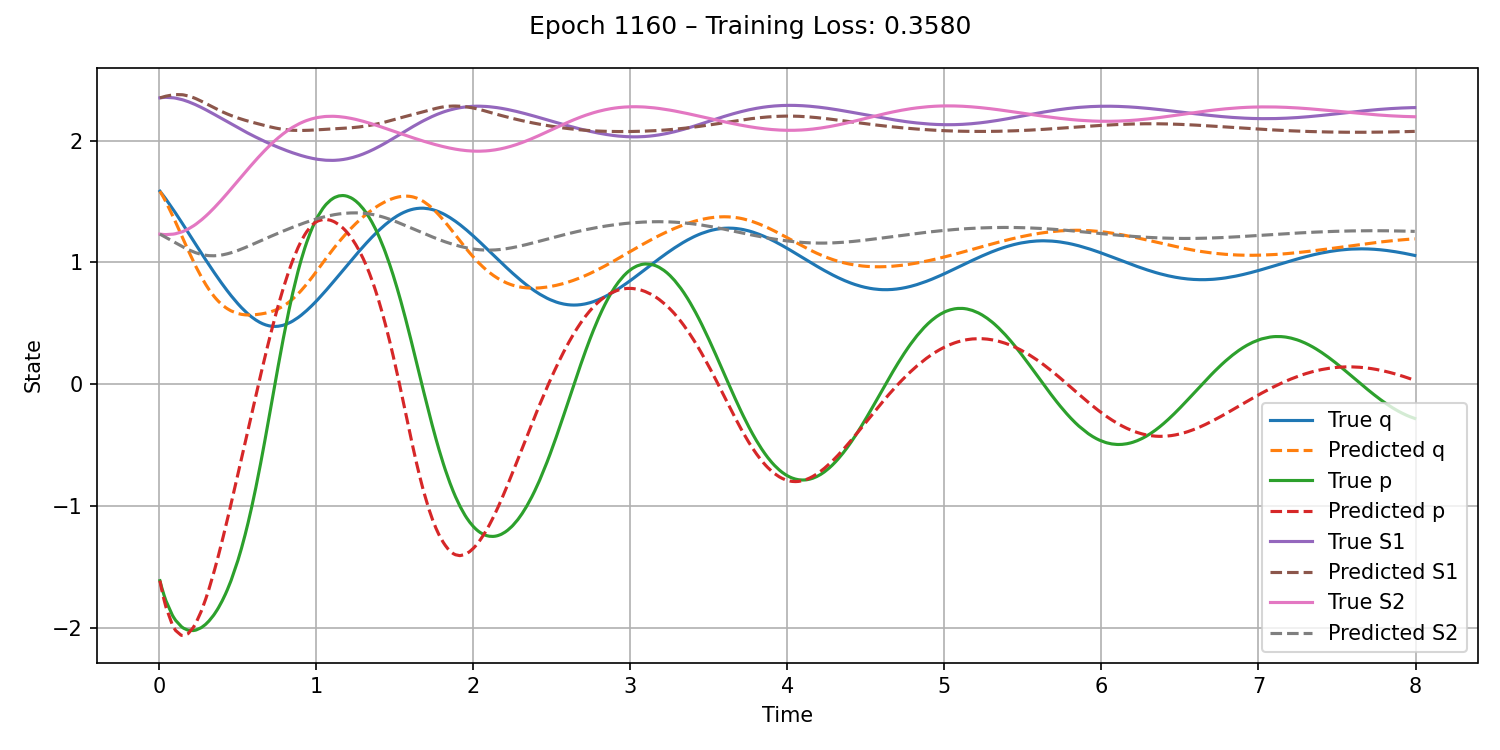 Epoch 1160 – Training Loss: 0.3580
State
2
1
0
−1
−2
0 1 2 3 4 5 6 7 8
Time
True q
Predicted q
True p
Predicted p
True S1
Predicted S1
True S2
Predicted S2